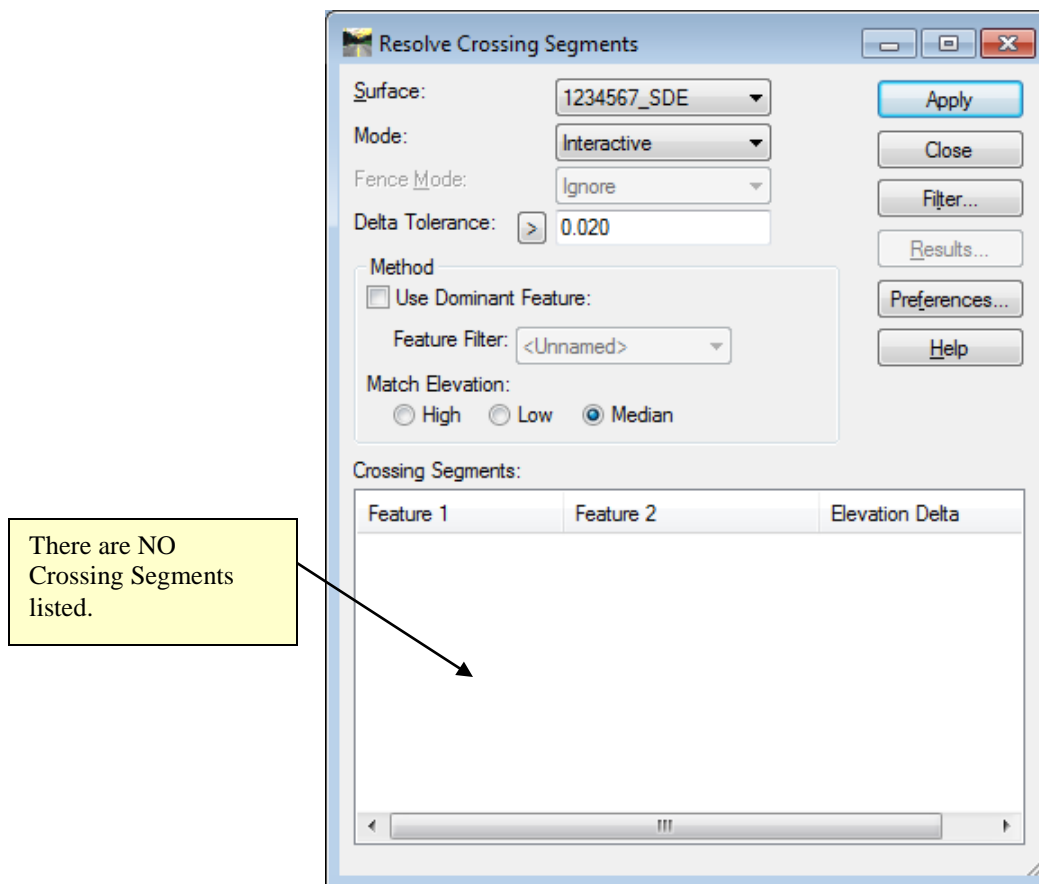 Resolve Crossing Segments
Surface: 1234567_SDE
Apply
Mode: Interactive
Close
Fence Mode: Ignore
Filter...
Delta Tolerance: > 0.020
Results...
Method
Use Dominant Feature:
Preferences...
Feature Filter: <Unnamed>
Help
Match Elevation:
High Low Median
Crossing Segments:
Feature 1 Feature 2 Elevation Delta
There are NO
Crossing Segments
listed.